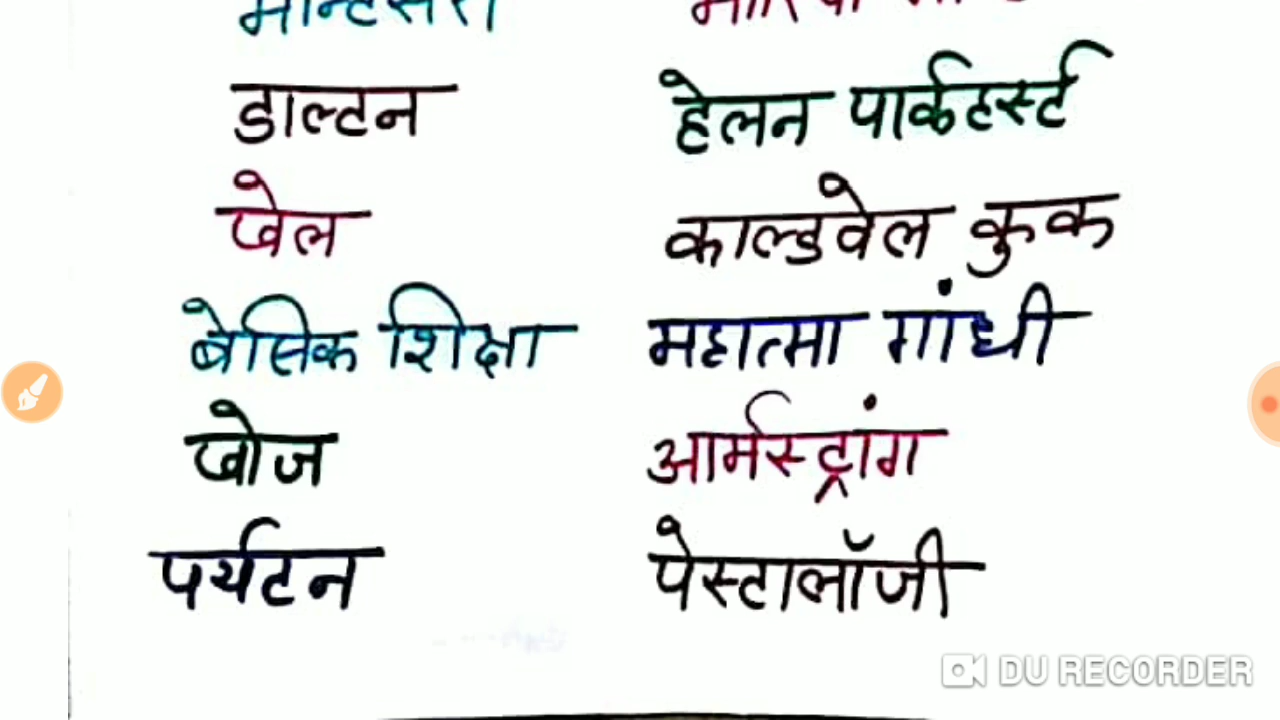 डाल्टन हेलन पार्कहर्स्ट
खेल काल्डवेल कुक
बेसिक शिक्षा महात्मा गांधी
खोज आर्मस्ट्रांग
पर्यटन पेस्टालॉजी
DU RECORDER